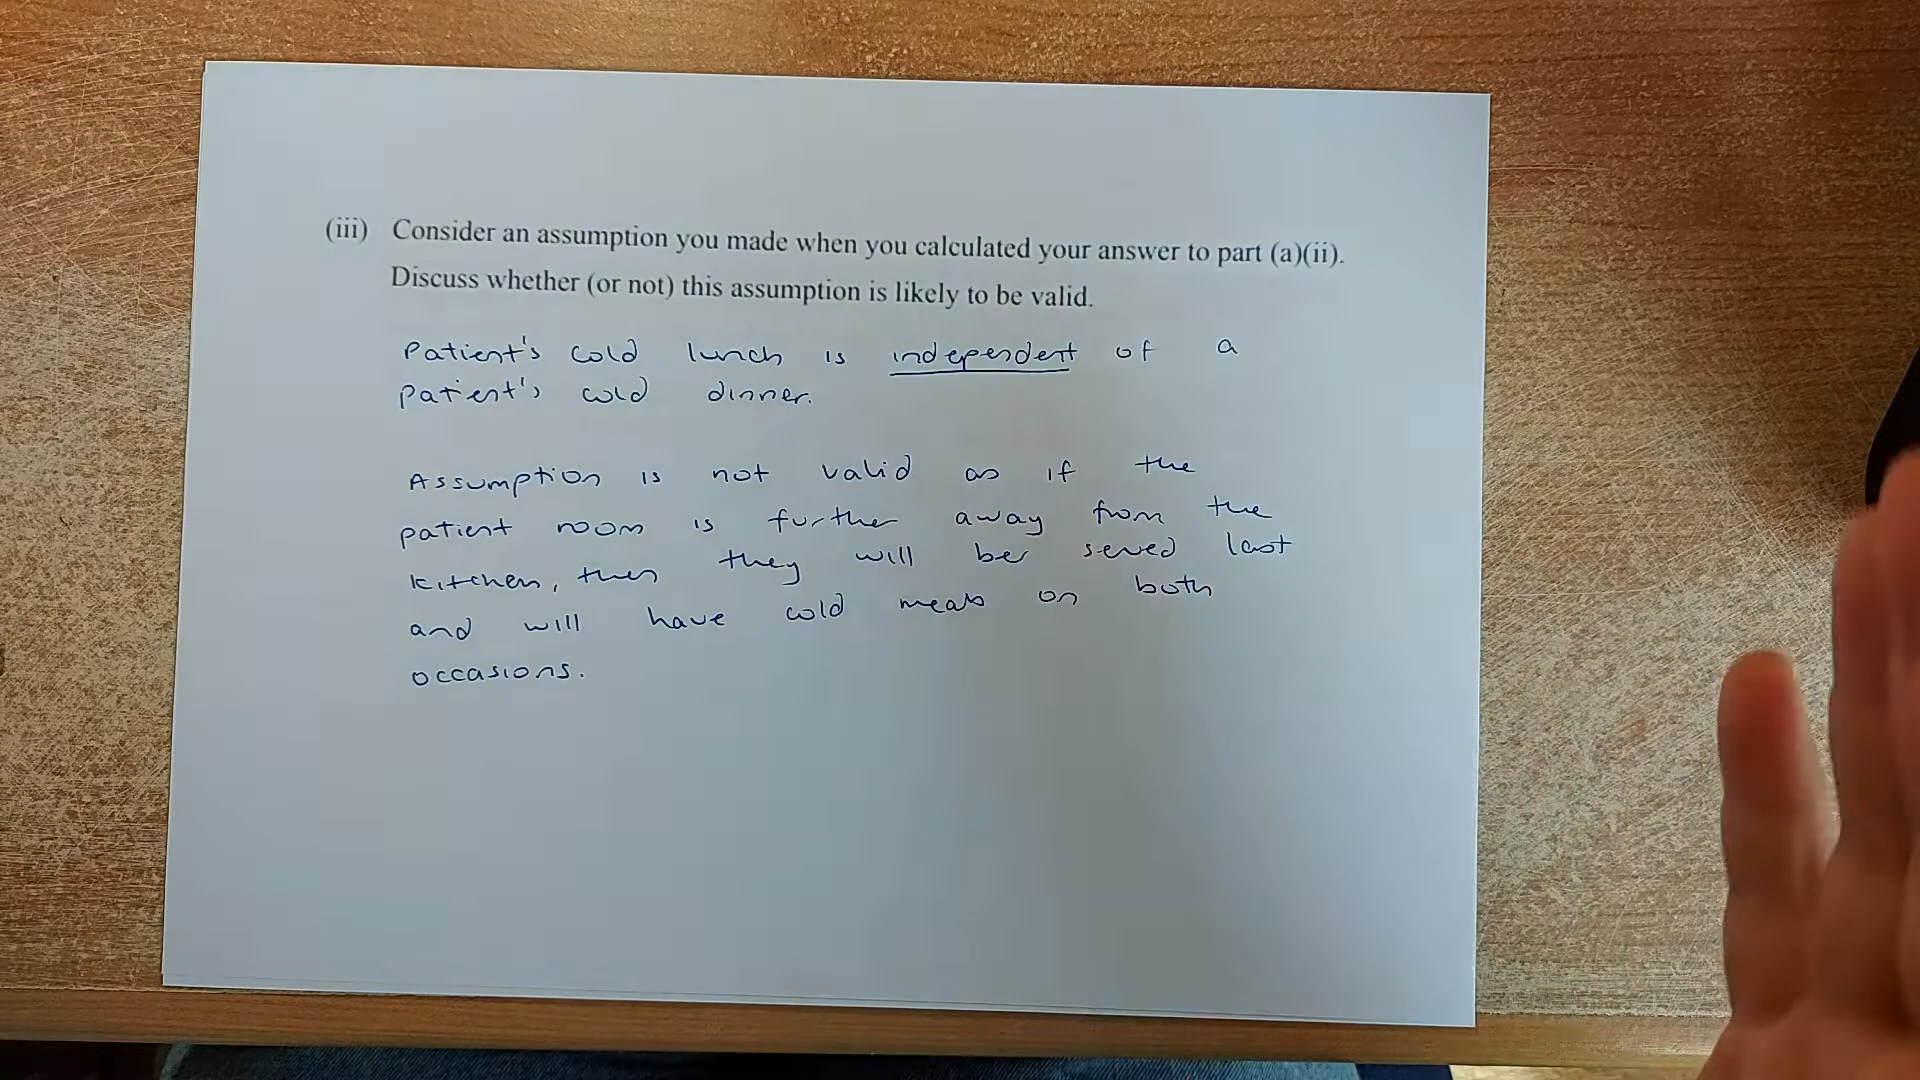 (iii) Consider an assumption you made when you calculated your answer to part (a)(ii).
Discuss whether (or not) this assumption is likely to be valid.
Patient's cold lunch is independent of a
patient's cold dinner.
Assumption is not valid as if the
patient room is further away from the
kitchen, then they will be served last
and will have cold meals on both
occasions.